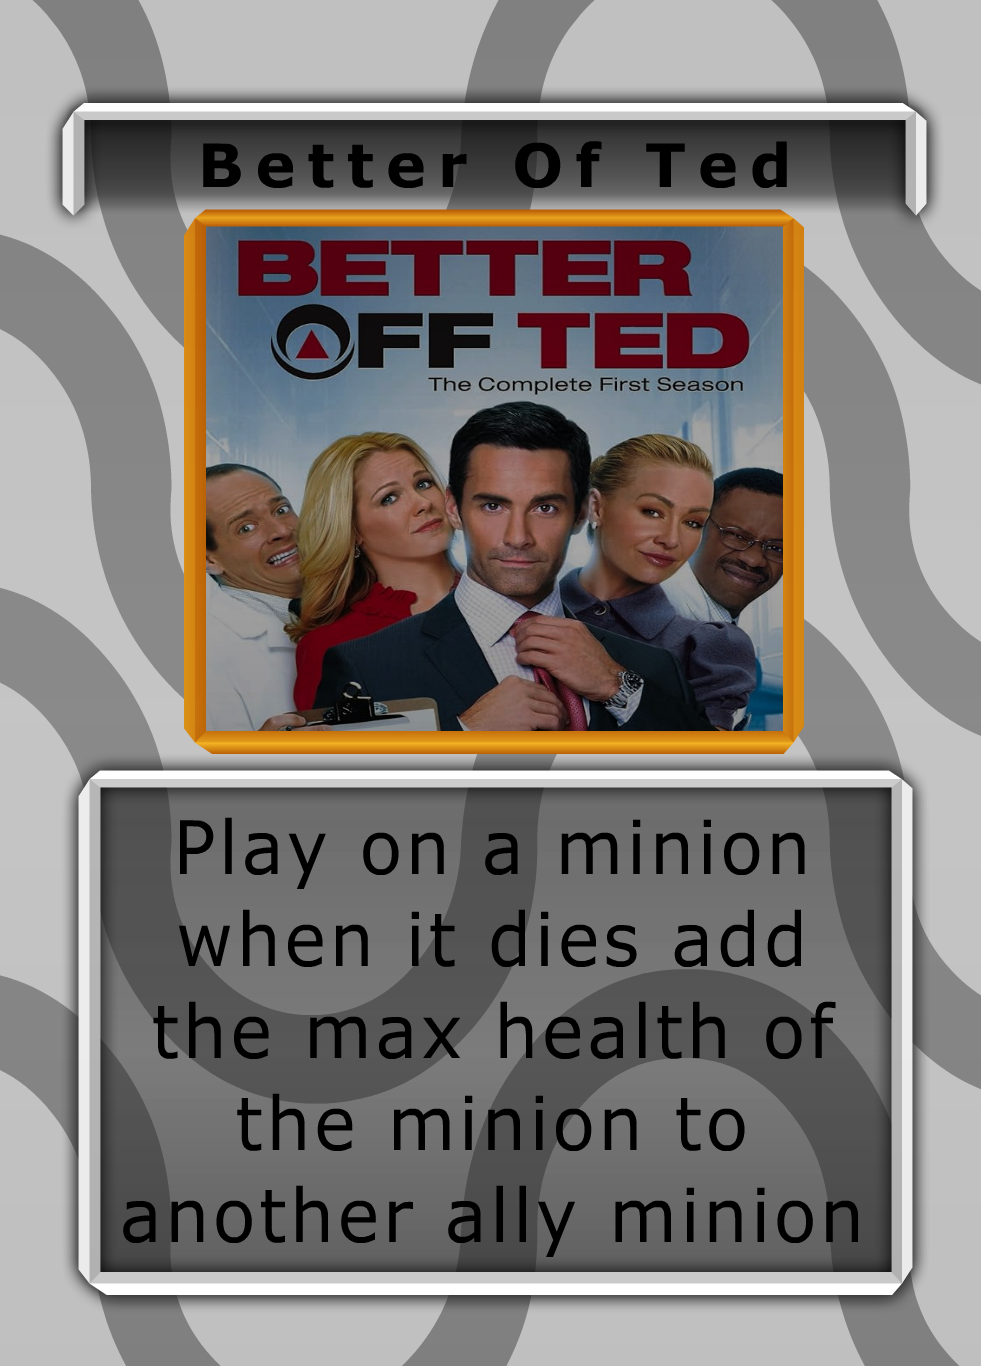 Better Of Ted
BETTER
OFF TED
The Complete First Season
Play on a minion
when it dies add
the max health of
the minion to
another ally minion